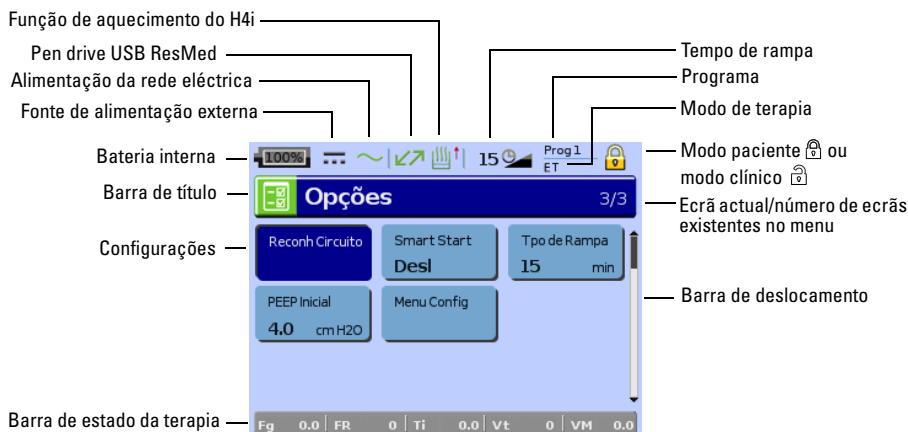 Função de aquecimento do H4i
Pen drive USB ResMed
Alimentação da rede eléctrica
Fonte de alimentação externa
Bateria interna
Barra de título
Configurações
Barra de estado da terapia
Tempo de rampa
Programa
Modo de terapia
Modo paciente ou
modo clínico
Ecrã actual/número de ecrãs
existentes no menu
Barra de deslocamento
100% 15 Prog 1
ET
Opções 3/3
Reconh Circuito
Smart Start
Desl
Tpo de Rampa
15 min
PEEP Inicial
4.0 cm H2O
Menu Config
Fg 0.0 FR 0 Ti 0.0 Vt 0 VM 0.0